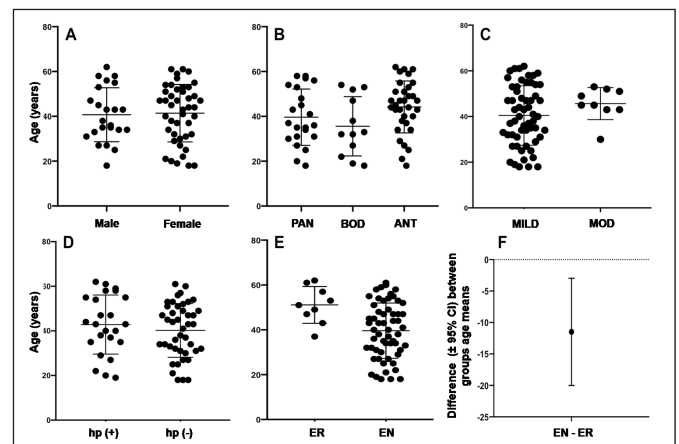 A
Age (years)
80
60
40
20
0
Male Female
B
80
60
40
20
0
PAN BOD ANT
C
80
60
40
20
0
MILD MOD
D
Age (years)
80
60
40
20
0
hp (+) hp (-)
E
80
60
40
20
0
ER EN
F
Difference (± 95% CI) between
groups age means
0
-5
-10
-15
-20
-25
EN - ER